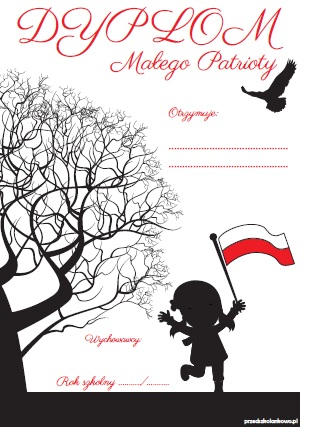 DYPLOM
Małego Patrioty
Otrzymuje:
Wychowawcy:
Rok szkolny ........../..........
przedszkolankowo.pl